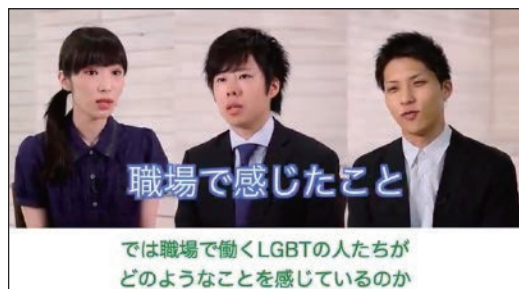 職場で感じたこと
では職場で働くLGBTの人たちが
どのようなことを感じているのか